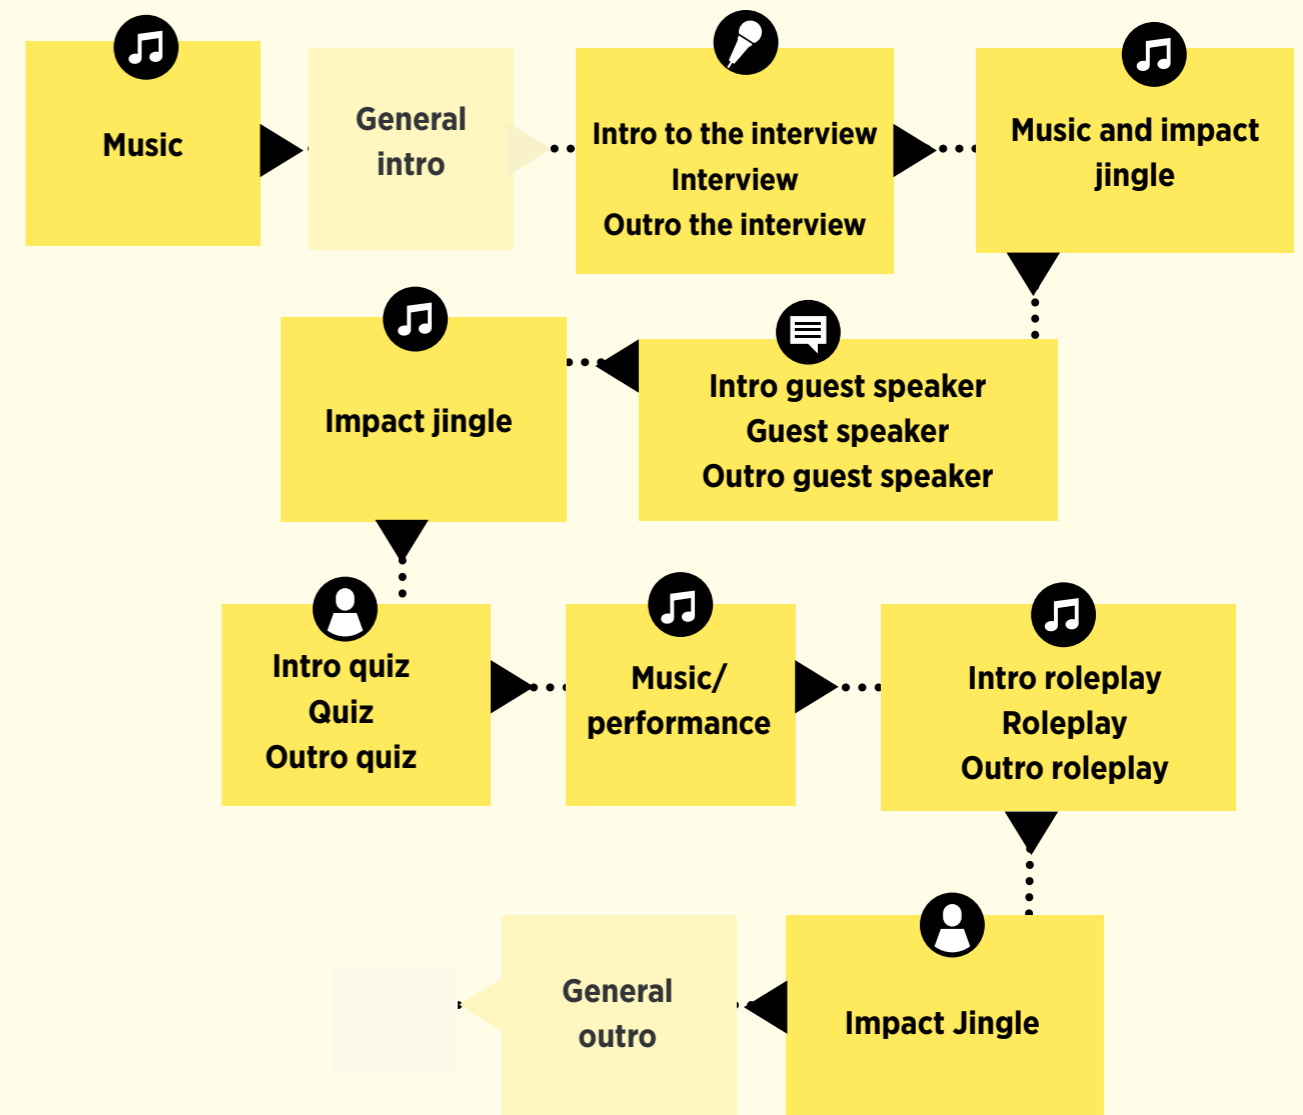 Music
General
intro
Intro to the interview
Interview
Outro the interview
Music and impact
jingle
Intro guest speaker
Guest speaker
Outro guest speaker
Impact jingle
Intro quiz
Quiz
Outro quiz
Music/
performance
Intro roleplay
Roleplay
Outro roleplay
Impact Jingle
General
outro